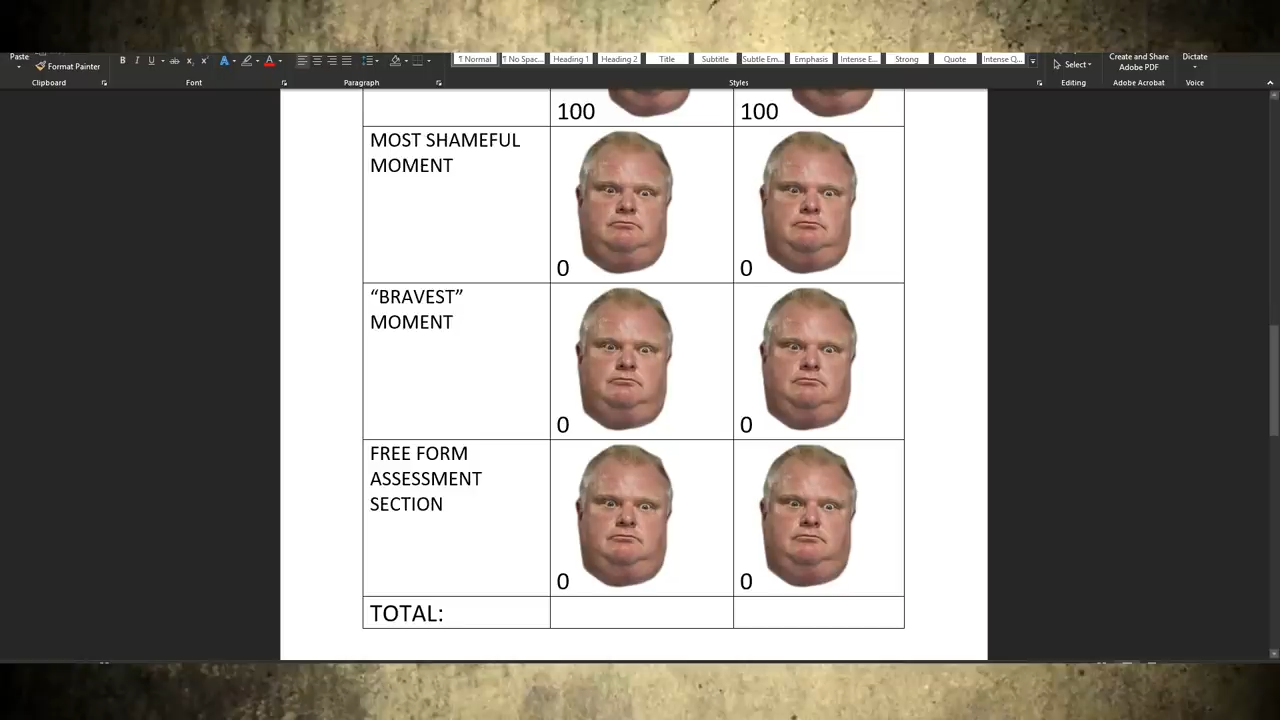 Paste
Format Painter
Clipboard
B I U ab x x A A
Font
Paragraph
¶ Normal ¶ No Spac... Heading 1 Heading 2 Title Subtitle Subtle Em... Emphasis Intense E... Strong Quote Intense Q...
Styles
Select
Editing
Create and Share
Adobe PDF
Adobe Acrobat
Dictate
Voice
100 100
MOST SHAMEFUL
MOMENT
0 0
“BRAVEST”
MOMENT
0 0
FREE FORM
ASSESSMENT
SECTION
0 0
TOTAL: